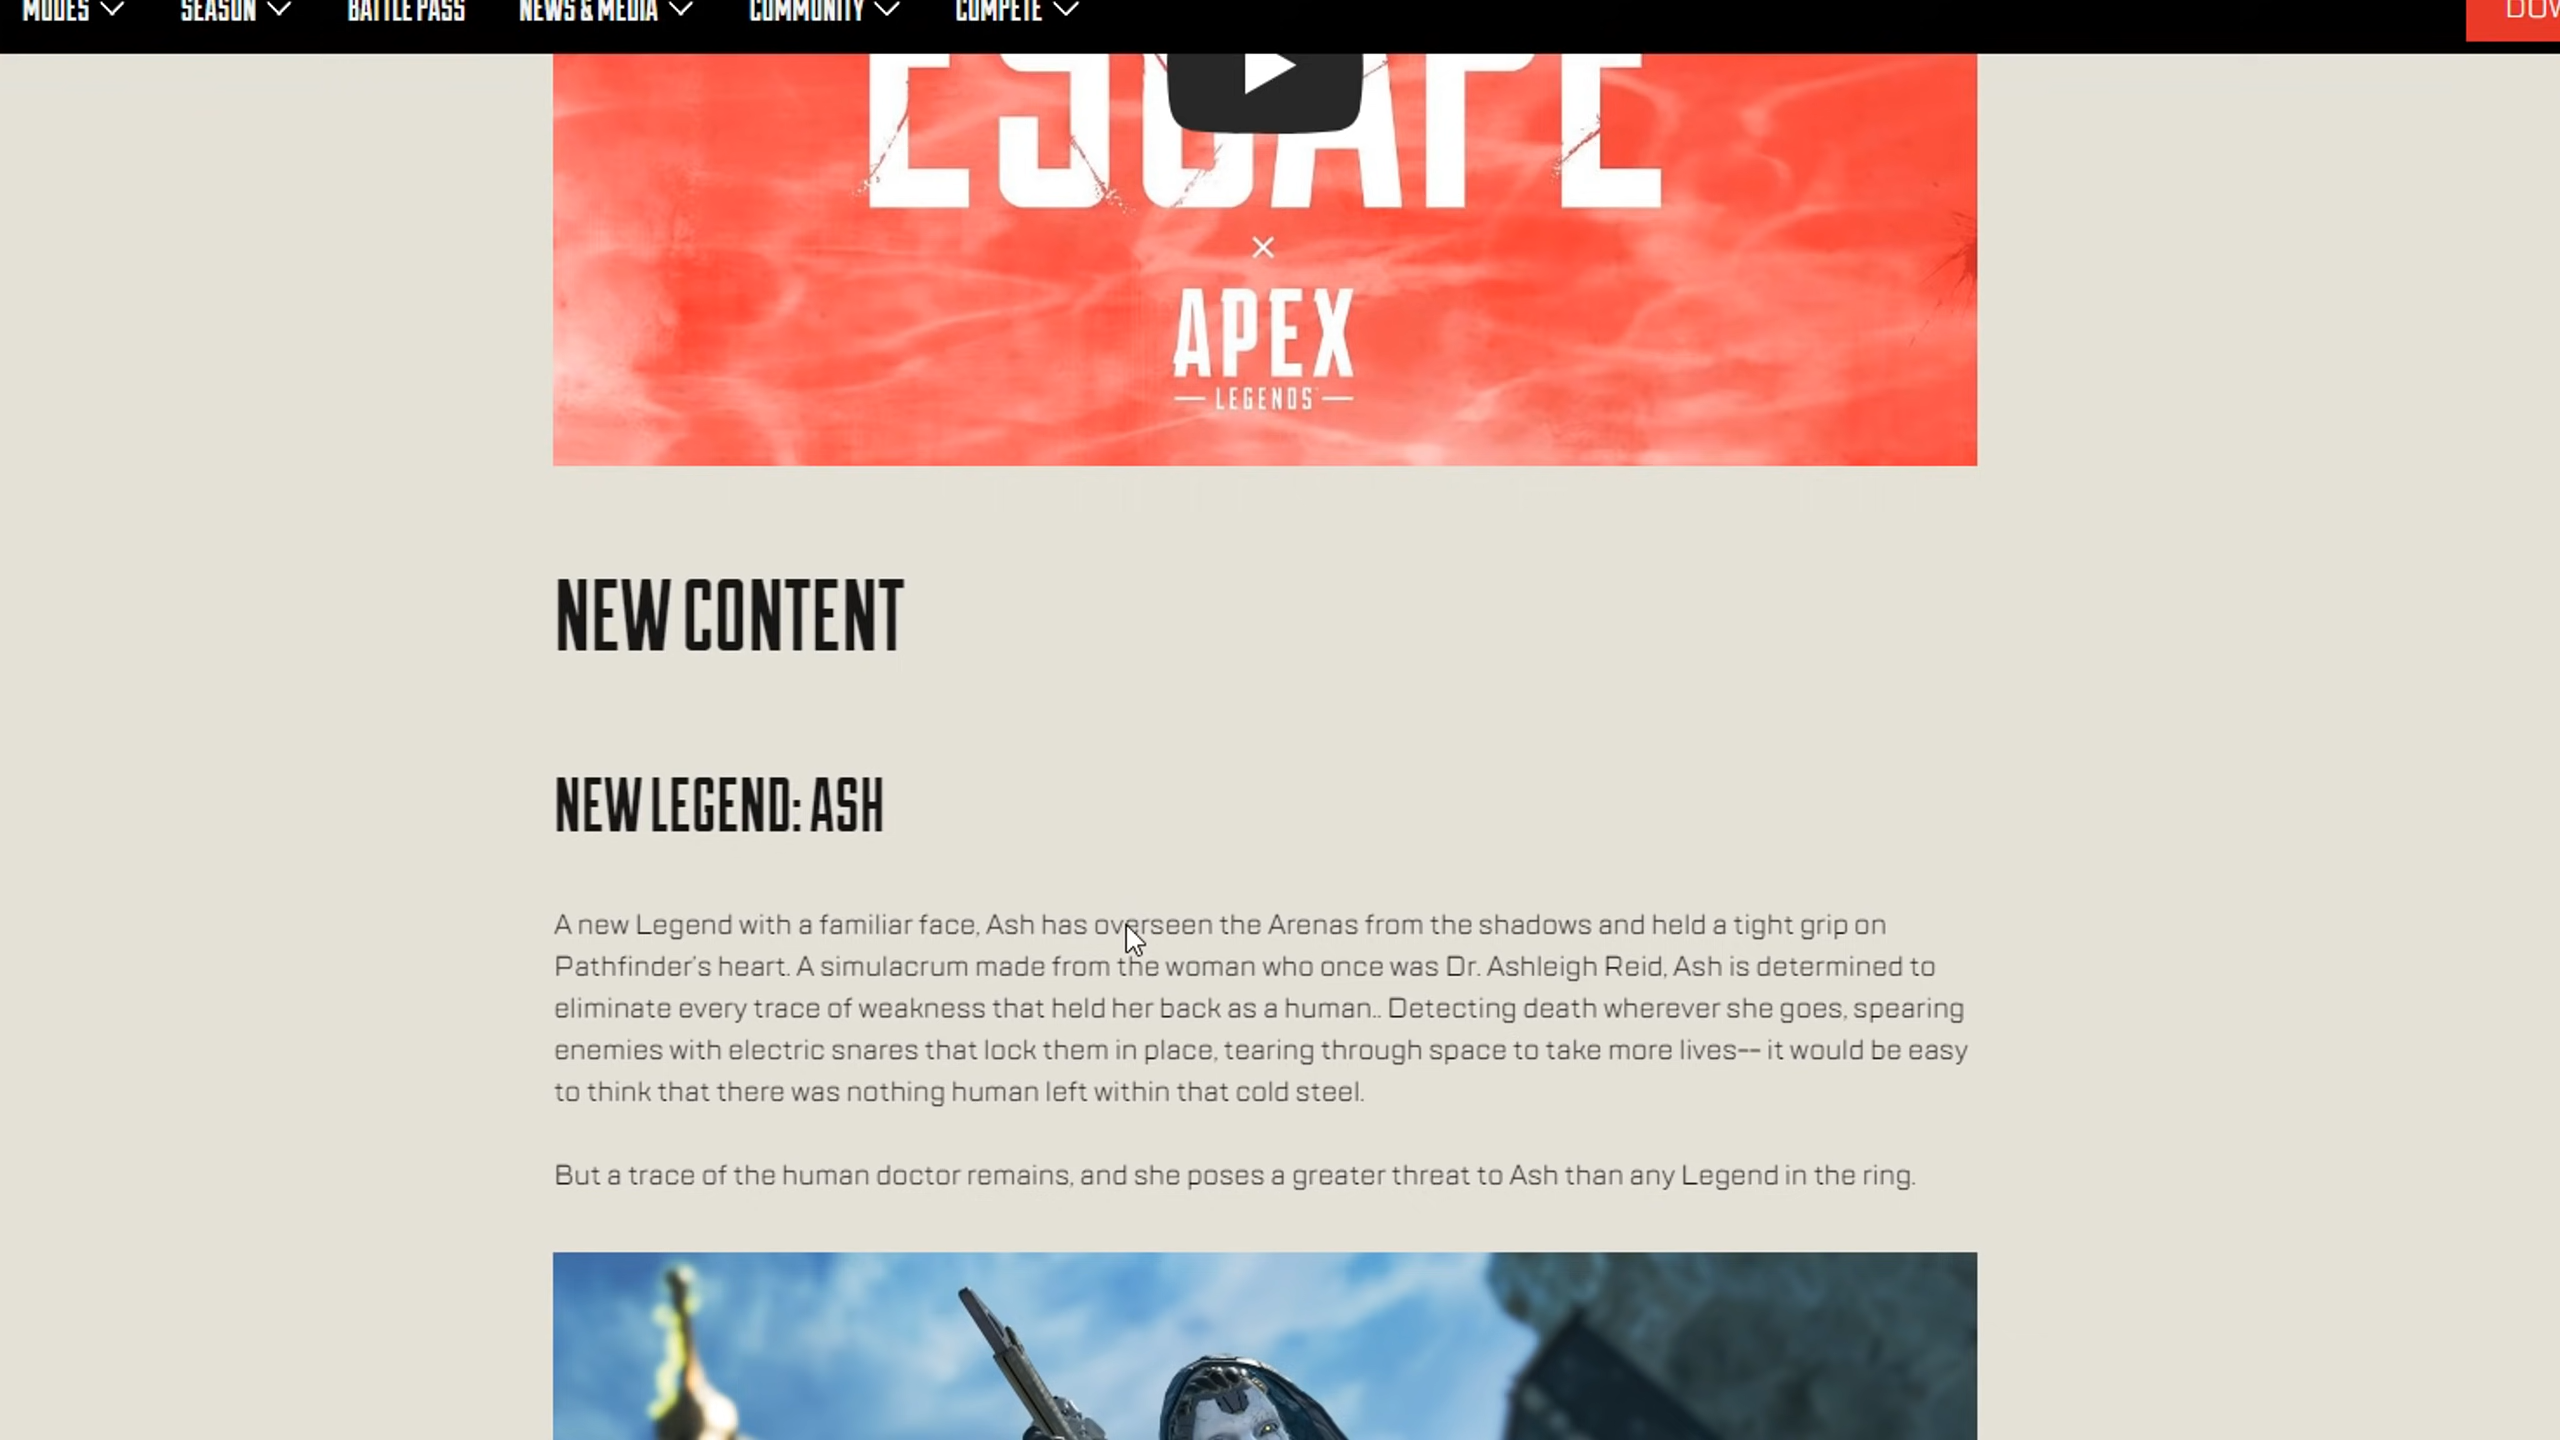 MODES
SEASON
BATTLE PASS
NEWS & MEDIA
COMMUNITY
COMPETE
ESCAPE
×
APEX
LEGENDS
NEW CONTENT
NEW LEGEND: ASH
A new Legend with a familiar face, Ash has overseen the Arenas from the shadows and held a tight grip on
Pathfinder's heart. A simulacrum made from the woman who once was Dr. Ashleigh Reid, Ash is determined to
eliminate every trace of weakness that held her back as a human.. Detecting death wherever she goes, spearing
enemies with electric snares that lock them in place, tearing through space to take more lives-- it would be easy
to think that there was nothing human left within that cold steel.
But a trace of the human doctor remains, and she poses a greater threat to Ash than any Legend in the ring.